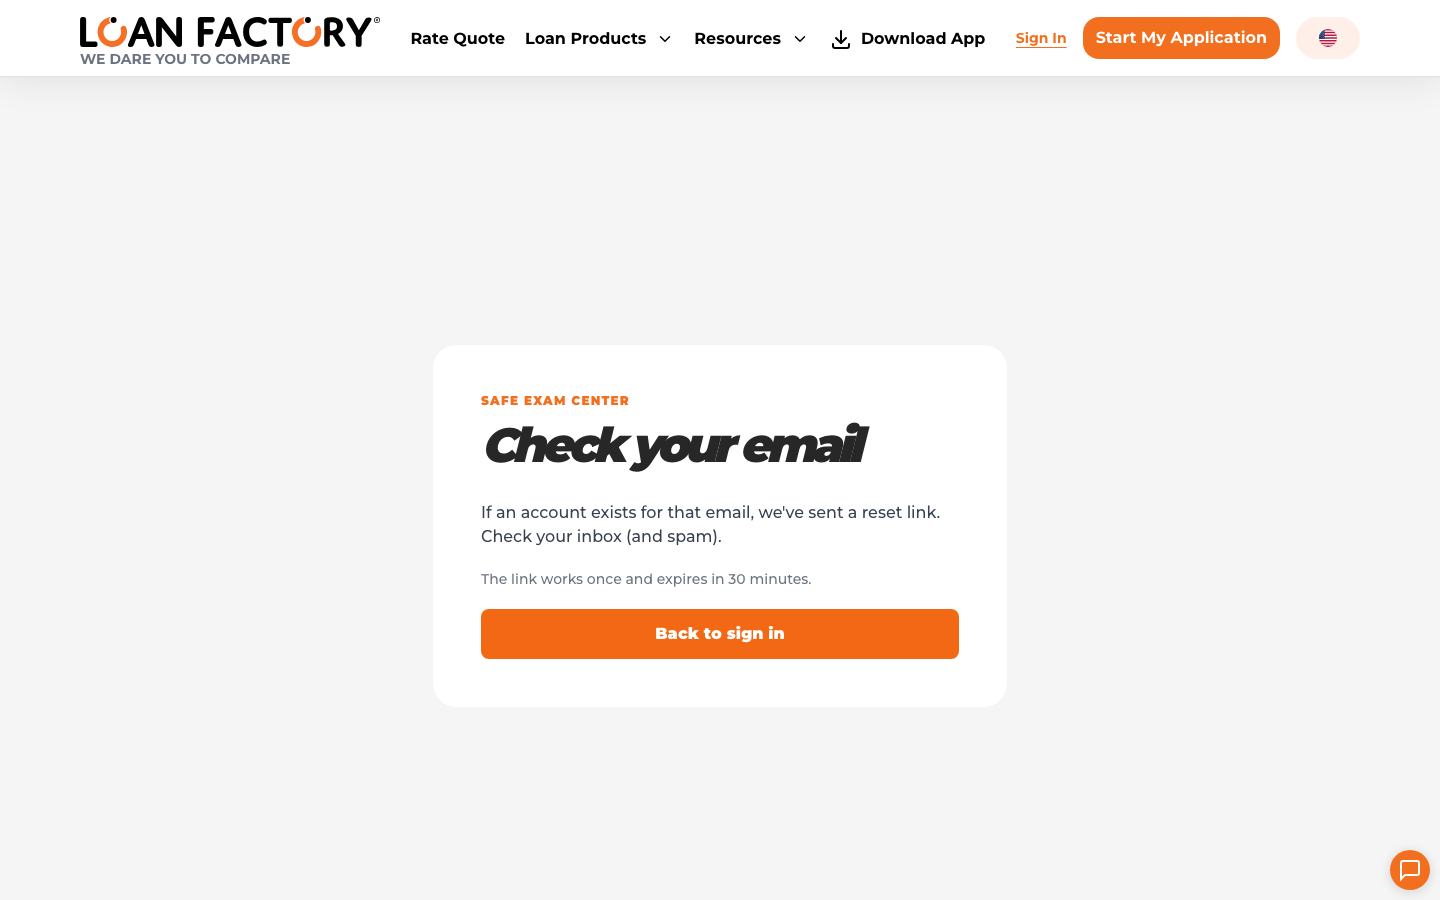 LOAN FACTORY®
WE DARE YOU TO COMPARE
Rate Quote
Loan Products
Resources
Download App
Sign In
Start My Application
SAFE EXAM CENTER
Check your email
If an account exists for that email, we've sent a reset link.
Check your inbox (and spam).
The link works once and expires in 30 minutes.
Back to sign in